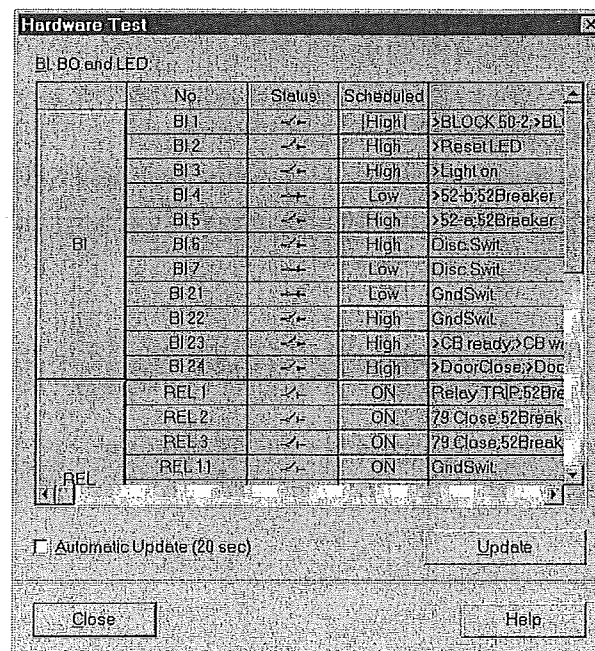 Hardware Test
BI, BO and LED
No. Status Scheduled
BI 1 |High| >BLOCK 50-2;>BL
BI 2 High >Reset LED
BI 3 High >Light on
BI 4 Low >52-b;52Breaker
BI 5 High >52-a;52Breaker
BI BI 6 High Disc.Swit.
BI 7 Low Disc.Swit.
BI 21 Low GndSwit.
BI 22 High GndSwit.
BI 23 High >CB ready;>CB w
BI 24 High >DoorClose;>Doo
REL 1 ON Relay TRIP;52Bre
REL 2 ON 79 Close;52Break
REL 3 ON 79 Close;52Break
REL REL 11 ON GndSwit.
Automatic Update (20 sec) Update
Close Help